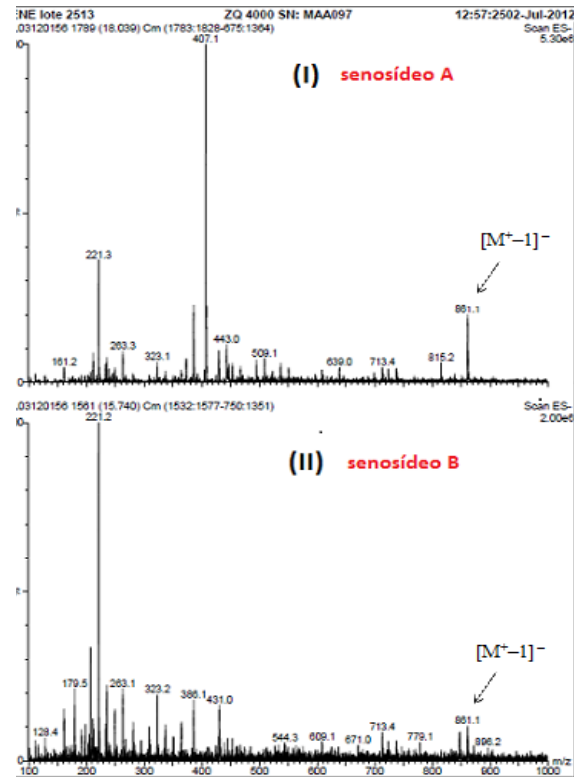 ENE lote 2513 ZQ 4000 SN: MAA097 12:57:2502-Jul-2012
.03120156 1789 (18.039) Cm (1783:1828-675:1364) Scan ES-
407.1 5.30e6
(I) senosídeo A
[M⁺–1]⁻
221.3
861.1
263.3 443.0
161.2 323.1 509.1 639.0 713.4 815.2
.03120156 1561 (15.740) Cm (1532:1577-750:1351) Scan ES-
221.2 2.00e6
(II) senosídeo B
[M⁺–1]⁻
179.5 263.1
323.2 386.1 431.0
128.4 544.3 609.1 671.0 713.4 779.1 861.1 896.2
100 200 300 400 500 600 700 800 900 1000 m/z